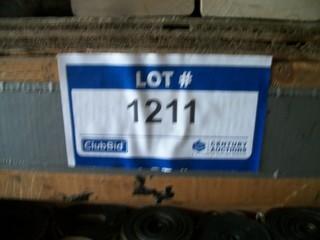 LOT #
1211
ClubBid
CENTURY
AUCTIONS